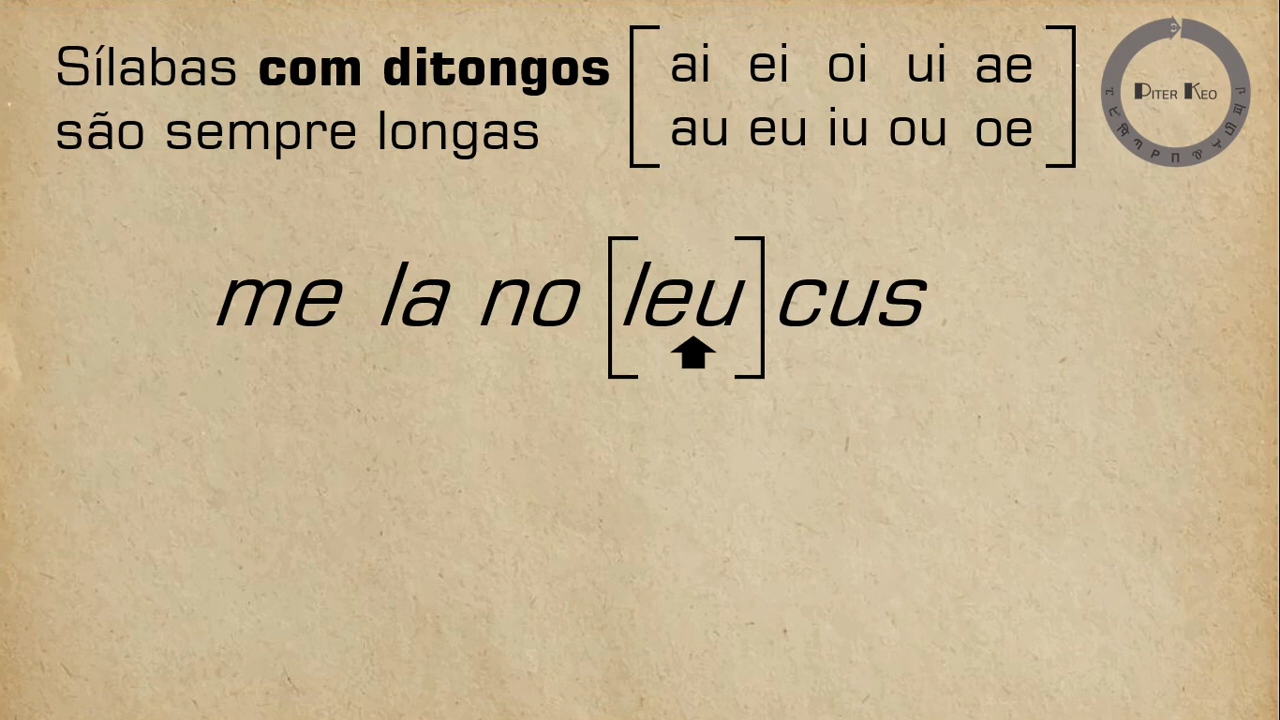 Sílabas com ditongos
são sempre longas
ai ei oi ui ae
au eu iu ou oe
PITER KEO
me la no leu cus